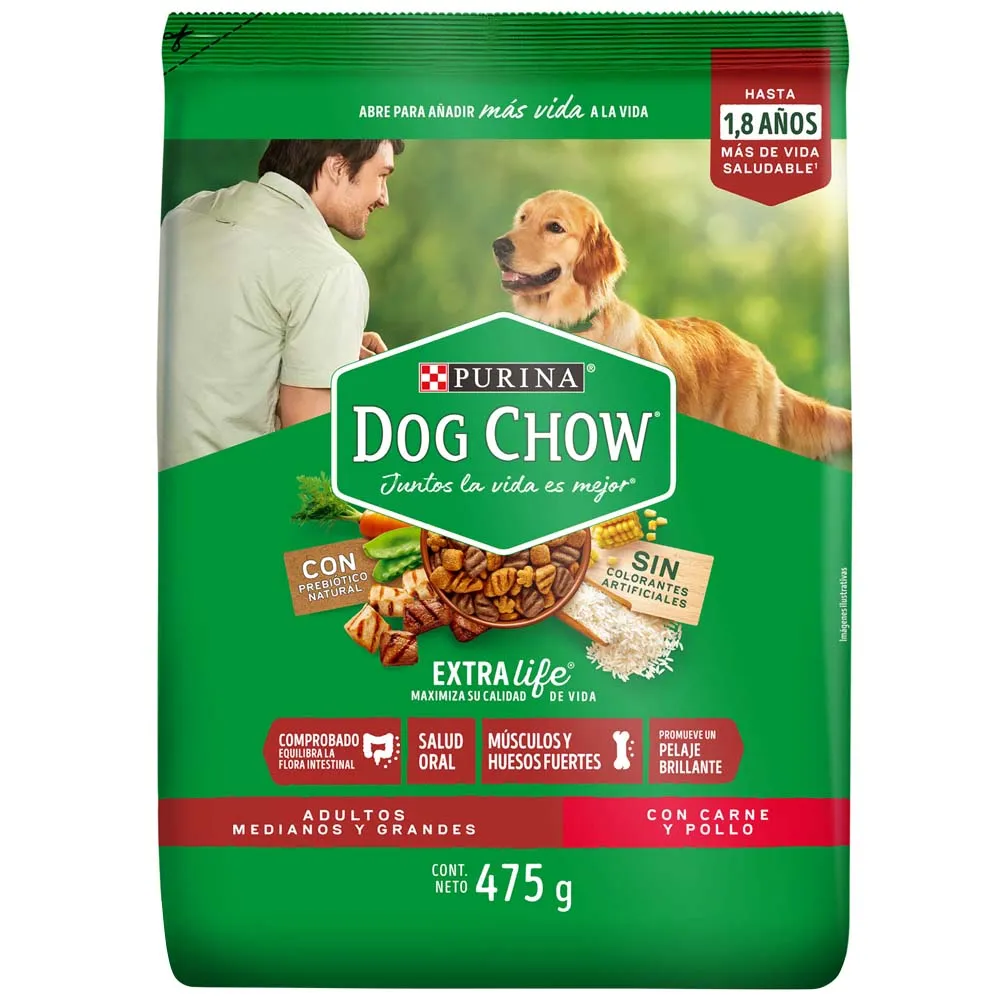 ABRE PARA AÑADIR más vida A LA VIDA
HASTA
1,8 AÑOS
MÁS DE VIDA
SALUDABLE¹
PURINA®
DOG CHOW®
Juntos la vida es mejor®
CON
PREBIÓTICO
NATURAL
SIN
COLORANTES
ARTIFICIALES
Imágenes ilustrativas
EXTRA life®
MAXIMIZA SU CALIDAD DE VIDA
COMPROBADO
EQUILIBRA LA
FLORA INTESTINAL
SALUD
ORAL
MÚSCULOS Y
HUESOS FUERTES
PROMUEVE UN
PELAJE
BRILLANTE
ADULTOS
MEDIANOS Y GRANDES
CON CARNE
Y POLLO
CONT.
NETO 475 g